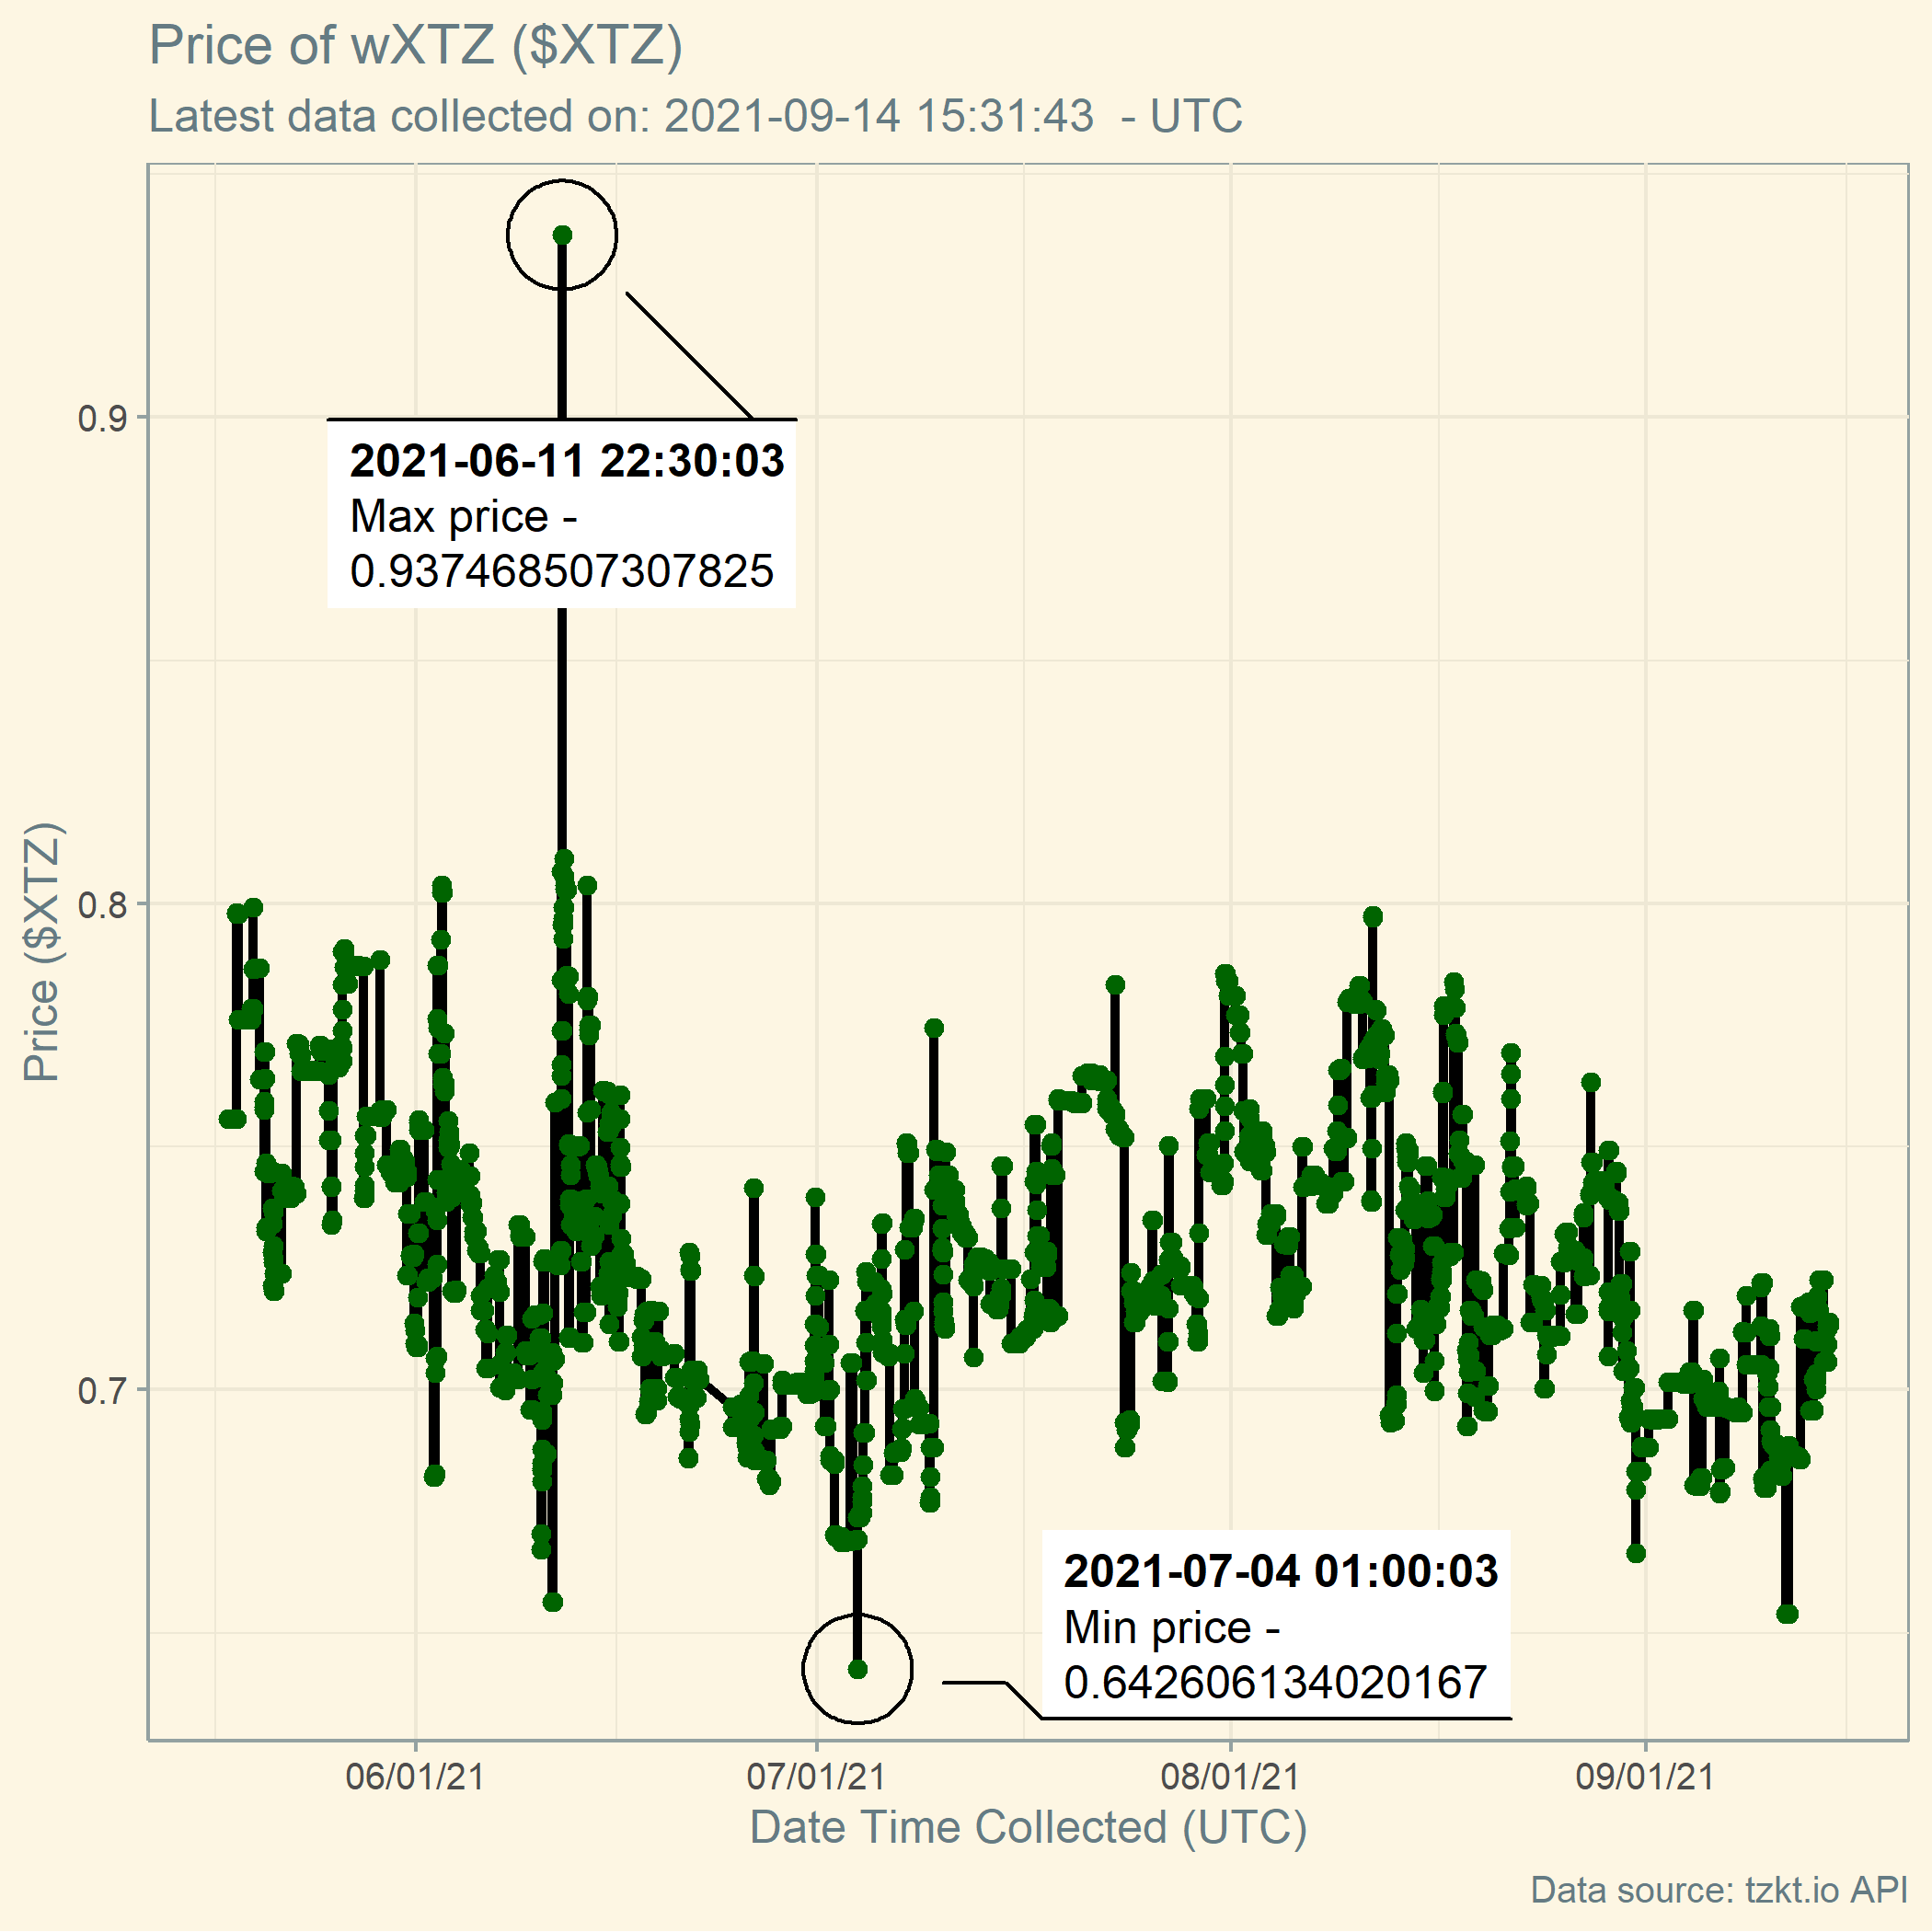 Price of wXTZ ($XTZ)
Latest data collected on: 2021-09-14 15:31:43  - UTC
Price ($XTZ)
0.9
0.8
0.7
2021-06-11 22:30:03
Max price -
0.937468507307825
2021-07-04 01:00:03
Min price -
0.642606134020167
06/01/21
07/01/21
08/01/21
09/01/21
Date Time Collected (UTC)
Data source: tzkt.io API